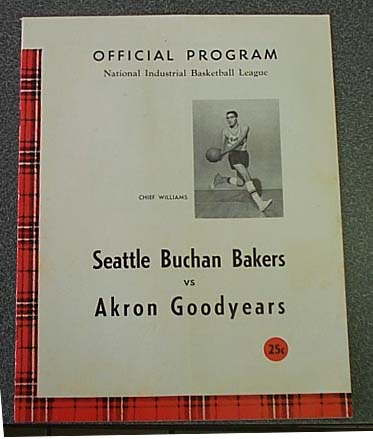 OFFICIAL PROGRAM
National Industrial Basketball League
CHIEF WILLIAMS
Seattle Buchan Bakers
VS
Akron Goodyears
25c